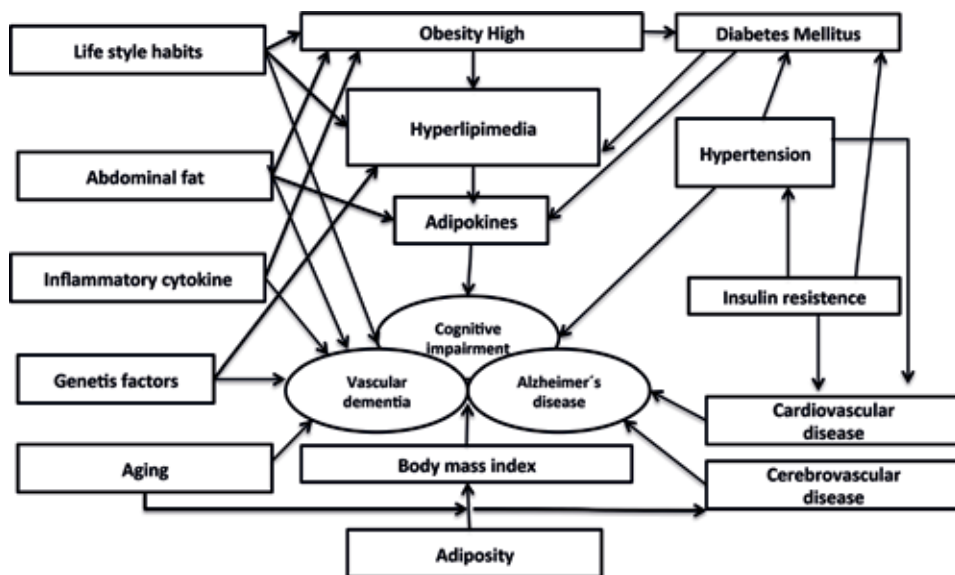 Life style habits
Obesity High
Diabetes Mellitus
Hyperlipimedia
Hypertension
Abdominal fat
Adipokines
Inflammatory cytokine
Insulin resistence
Cognitive
impairment
Genetis factors
Vascular
dementia
Alzheimer´s
disease
Cardiovascular
disease
Aging
Body mass index
Cerebrovascular
disease
Adiposity